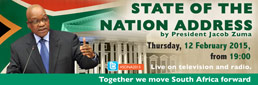 STATE OF THE
NATION ADDRESS
by President Jacob Zuma
Thursday, 12 February 2015,
from 19:00
Live on television and radio.
Together we move South Africa forward